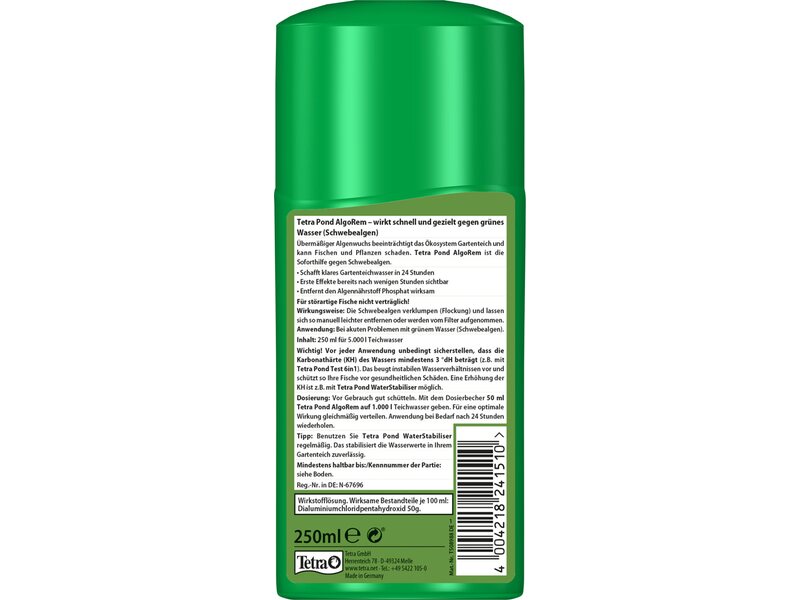 Tetra Pond AlgoRem – wirkt schnell und gezielt gegen grünes
Wasser (Schwebealgen)
Übermäßiger Algenwuchs beeinträchtigt das Ökosystem Gartenteich und
kann Fischen und Pflanzen schaden. Tetra Pond AlgoRem ist die
Soforthilfe gegen Schwebealgen.
• Schafft klares Gartenteichwasser in 24 Stunden
• Erste Effekte bereits nach wenigen Stunden sichtbar
• Entfernt den Algennährstoff Phosphat wirksam
Für störartige Fische nicht verträglich!
Wirkungsweise: Die Schwebealgen verklumpen (Flockung) und lassen
sich so manuell leichter entfernen oder werden vom Filter aufgenommen.
Anwendung: Bei akuten Problemen mit grünem Wasser (Schwebealgen).
Inhalt: 250 ml für 5.000 l Teichwasser
Wichtig! Vor jeder Anwendung unbedingt sicherstellen, dass die
Karbonathärte (KH) des Wassers mindestens 3 °dH beträgt (z.B. mit
Tetra Pond Test 6in1). Das beugt instabilen Wasserverhältnissen vor und
schützt so Ihre Fische vor gesundheitlichen Schäden. Eine Erhöhung der
KH ist z.B. mit Tetra Pond WaterStabiliser möglich.
Dosierung: Vor Gebrauch gut schütteln. Mit dem Dosierbecher 50 ml
Tetra Pond AlgoRem auf 1.000 l Teichwasser geben. Für eine optimale
Wirkung gleichmäßig verteilen. Anwendung bei Bedarf nach 24 Stunden
wiederholen.
Tipp: Benutzen Sie Tetra Pond WaterStabiliser
regelmäßig. Das stabilisiert die Wasserwerte in Ihrem
Gartenteich zuverlässig.
Mindestens haltbar bis:/Kennnummer der Partie:
siehe Boden.
Reg.-Nr. in DE: N-67696
Wirkstofflösung. Wirksame Bestandteile je 100 ml:
Dialuminiumchloridpentahydroxid 50g.
250ml ℮
Tetra
Tetra GmbH
Herrenteich 78 · D-49324 Melle
www.tetra.net · Tel.: +49 5422 105-0
Made in Germany
Mat.-Nr.: T508988 DE
4 004218 241510 >